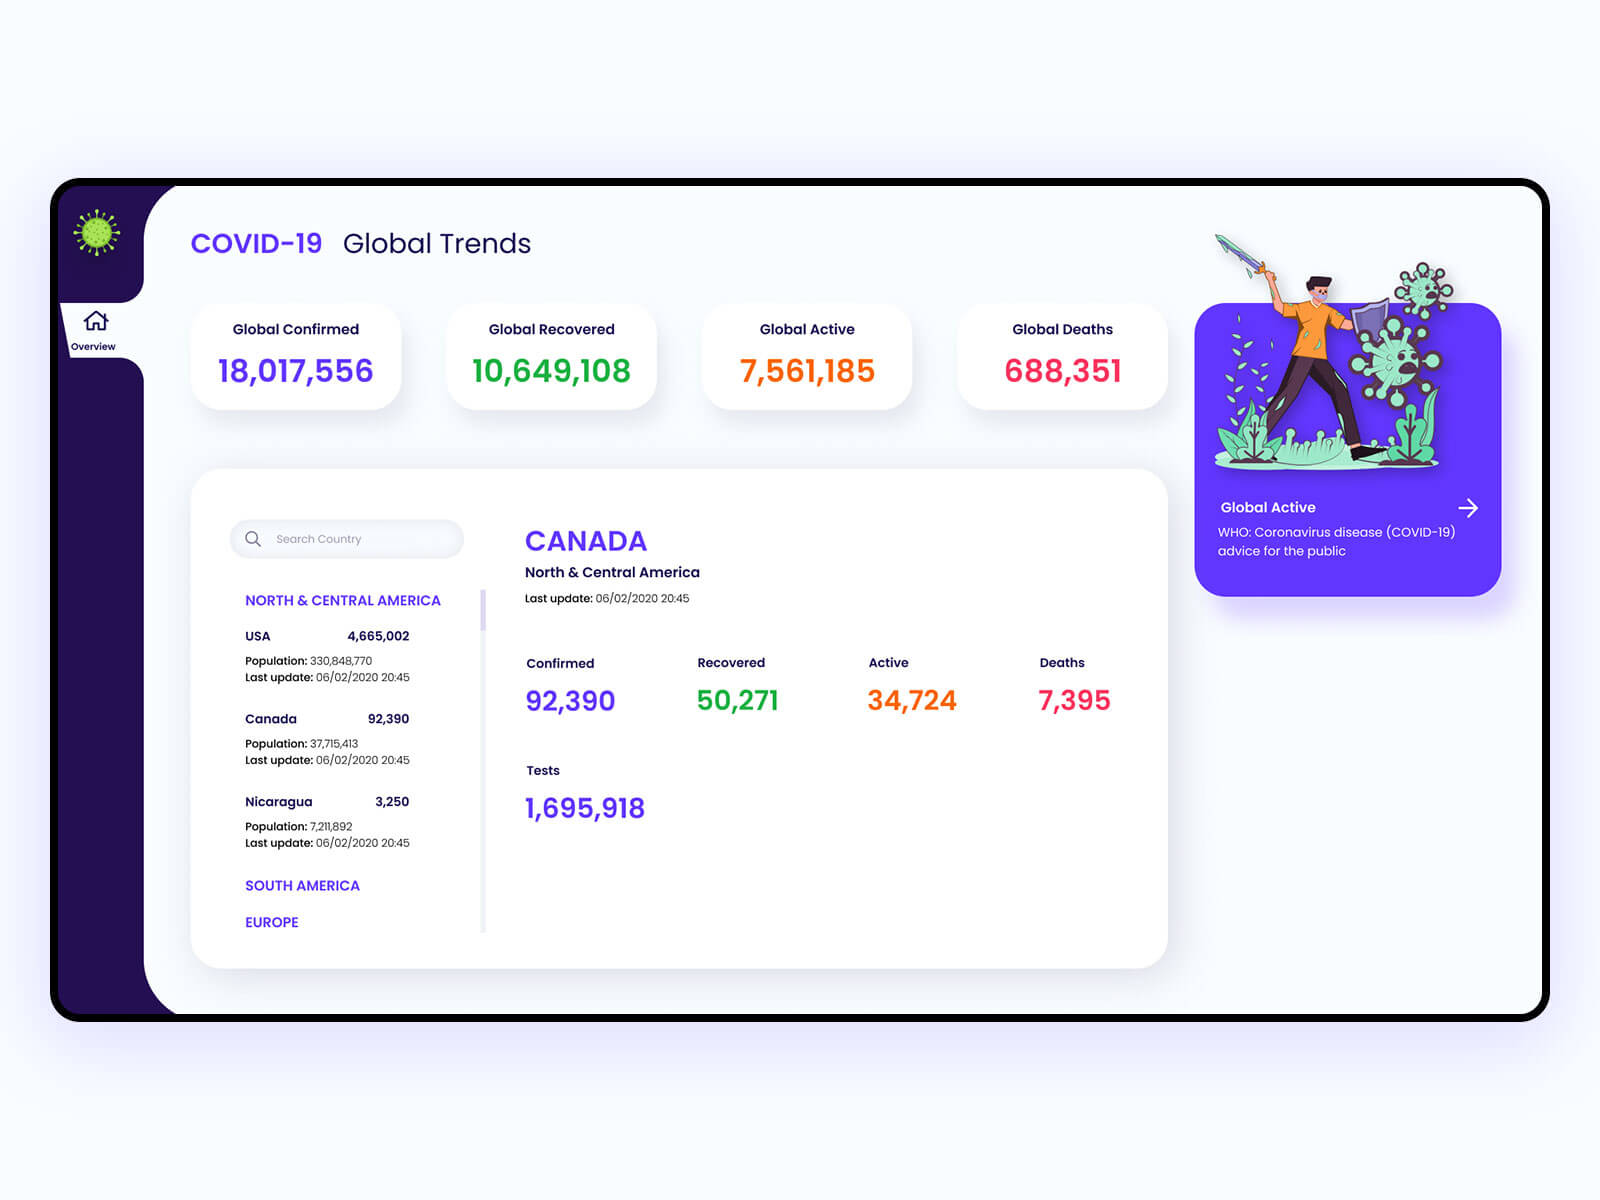 COVID-19 Global Trends
Overview
Global Confirmed
18,017,556
Global Recovered
10,649,108
Global Active
7,561,185
Global Deaths
688,351
Global Active
WHO: Coronavirus disease (COVID-19)
advice for the public
Search Country
NORTH & CENTRAL AMERICA
USA 4,665,002
Population: 330,848,770
Last update: 06/02/2020 20:45
Canada 92,390
Population: 37,715,413
Last update: 06/02/2020 20:45
Nicaragua 3,250
Population: 7,211,892
Last update: 06/02/2020 20:45
SOUTH AMERICA
EUROPE
CANADA
North & Central America
Last update: 06/02/2020 20:45
Confirmed
92,390
Recovered
50,271
Active
34,724
Deaths
7,395
Tests
1,695,918